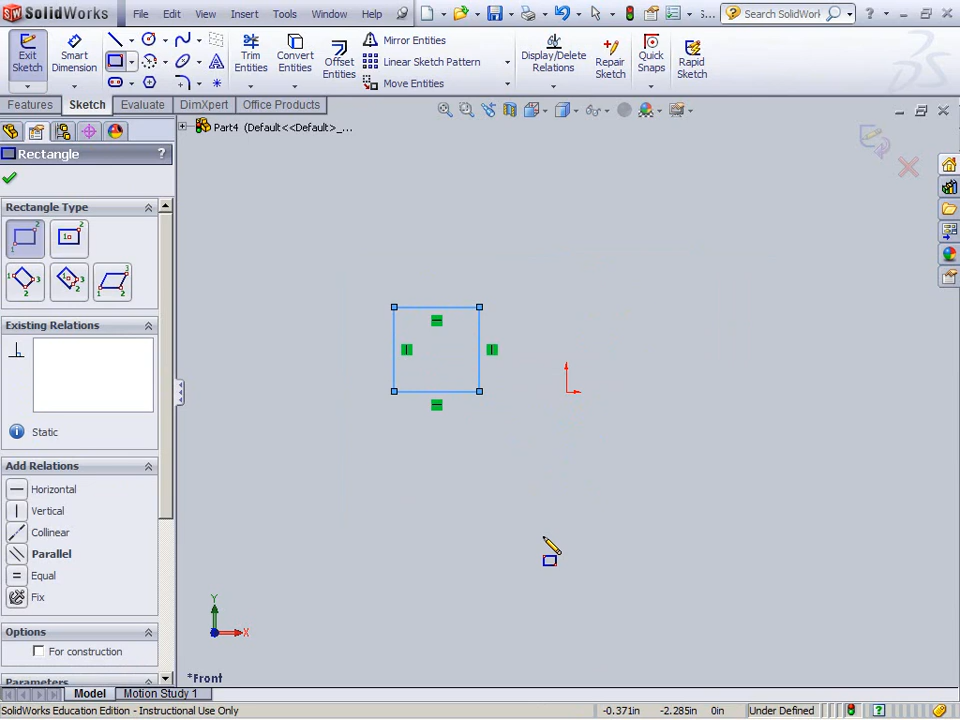 SolidWorks File Edit View Insert Tools Window Help S... Search SolidWorks
Exit Sketch
Smart Dimension
Trim Entities
Convert Entities
Offset Entities
Mirror Entities
Linear Sketch Pattern
Move Entities
Display/Delete Relations
Repair Sketch
Quick Snaps
Rapid Sketch
Features Sketch Evaluate DimXpert Office Products
Part4 (Default<<Default>_...
Rectangle ?
Rectangle Type
Existing Relations
Static
Add Relations
Horizontal
Vertical
Collinear
Parallel
Equal
Fix
Options
For construction
Parameters
Y
X
*Front
Model Motion Study 1
SolidWorks Education Edition - Instructional Use Only -0.371in -2.285in 0in Under Defined